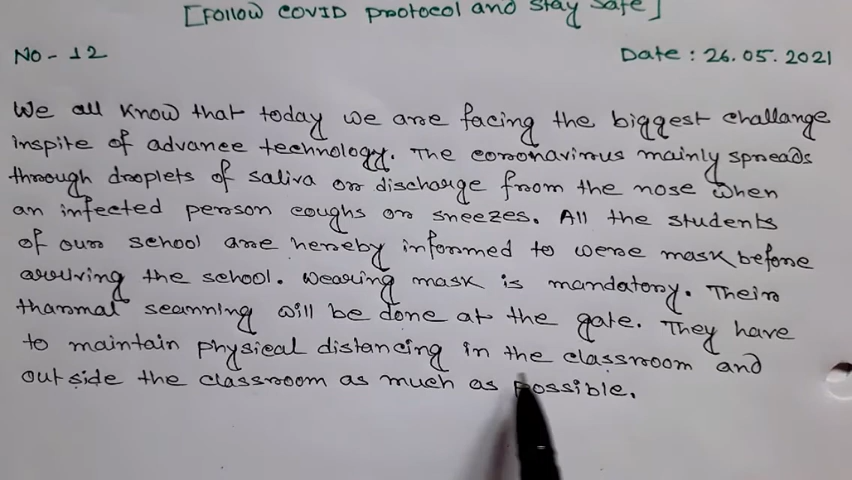 [Follow COVID protocol and stay safe]
No - 12
Date : 26.05.2021
We all know that today we are facing the biggest challange
inspite of advance technology. The coronavirus mainly spreads
through droplets of saliva or discharge from the nose when
an infected person coughs or sneezes. All the students
of our school are hereby informed to were mask before
arriving the school. Wearing mask is mandatory. Their
tharmal scanning will be done at the gate. They have
to maintain physical distancing in the classroom and
outside the classroom as much as possible.